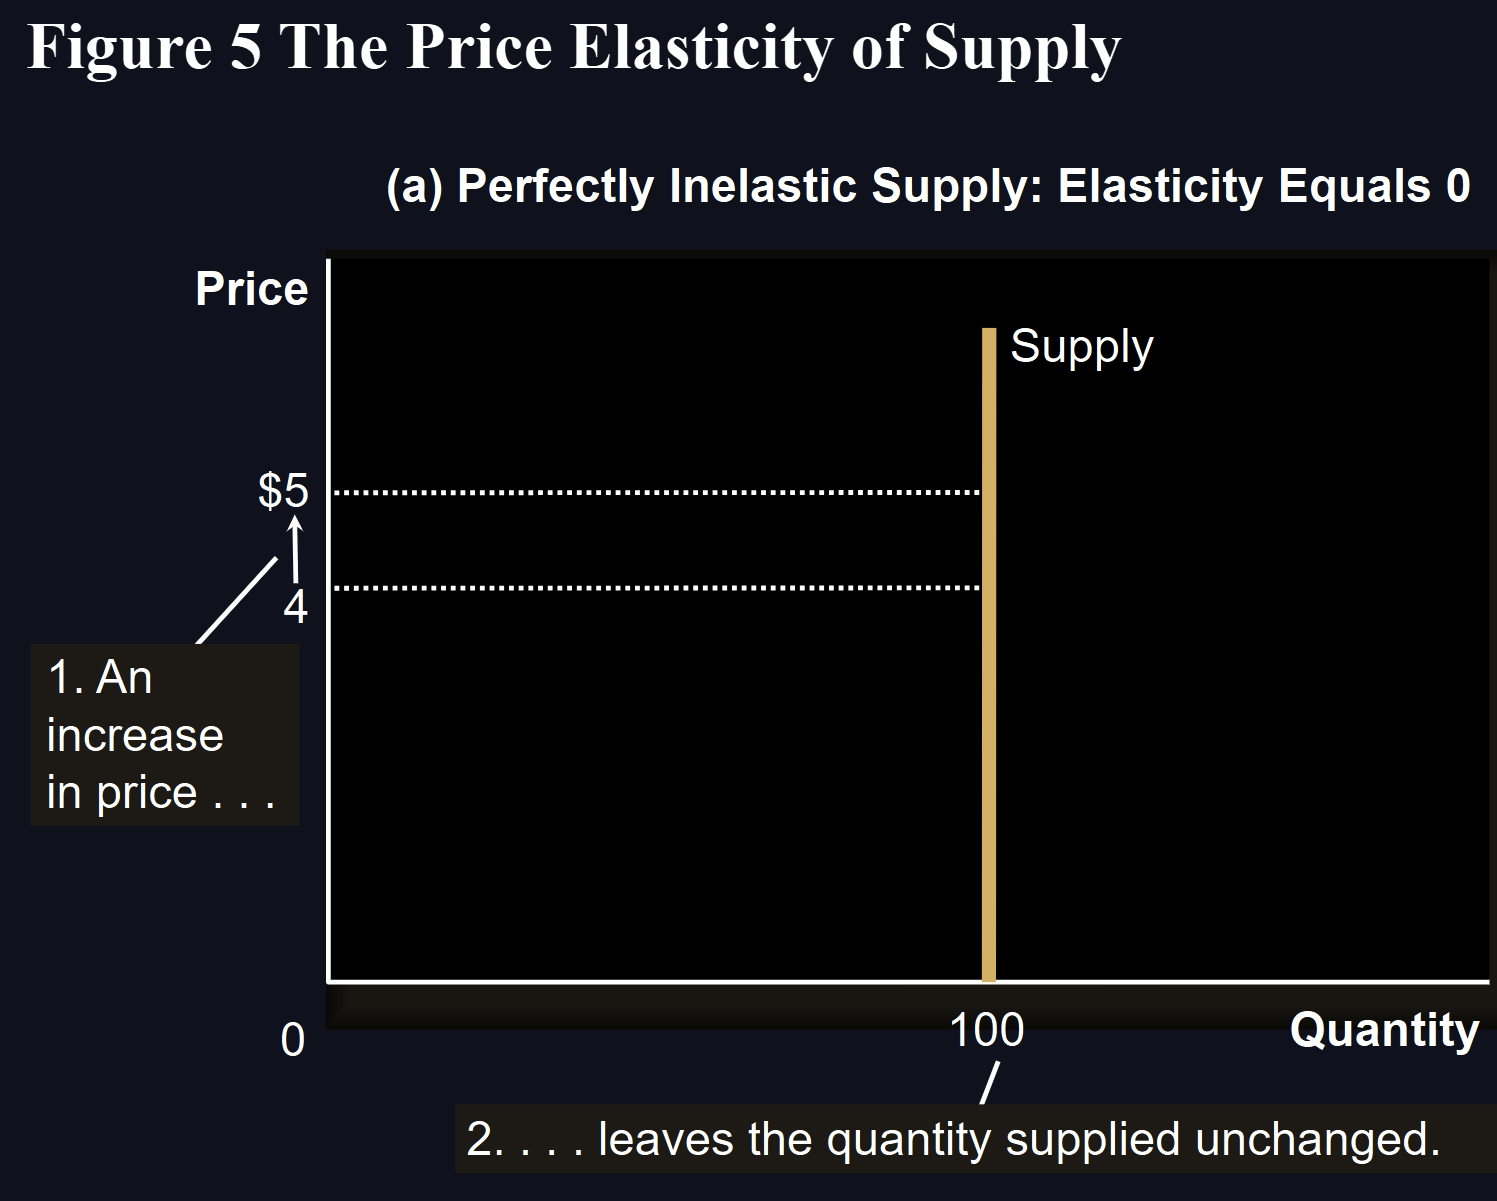 Figure 5 The Price Elasticity of Supply
(a) Perfectly Inelastic Supply: Elasticity Equals 0
Price
Supply
$5
4
1. An
increase
in price . . .
0
100
Quantity
2. . . . leaves the quantity supplied unchanged.